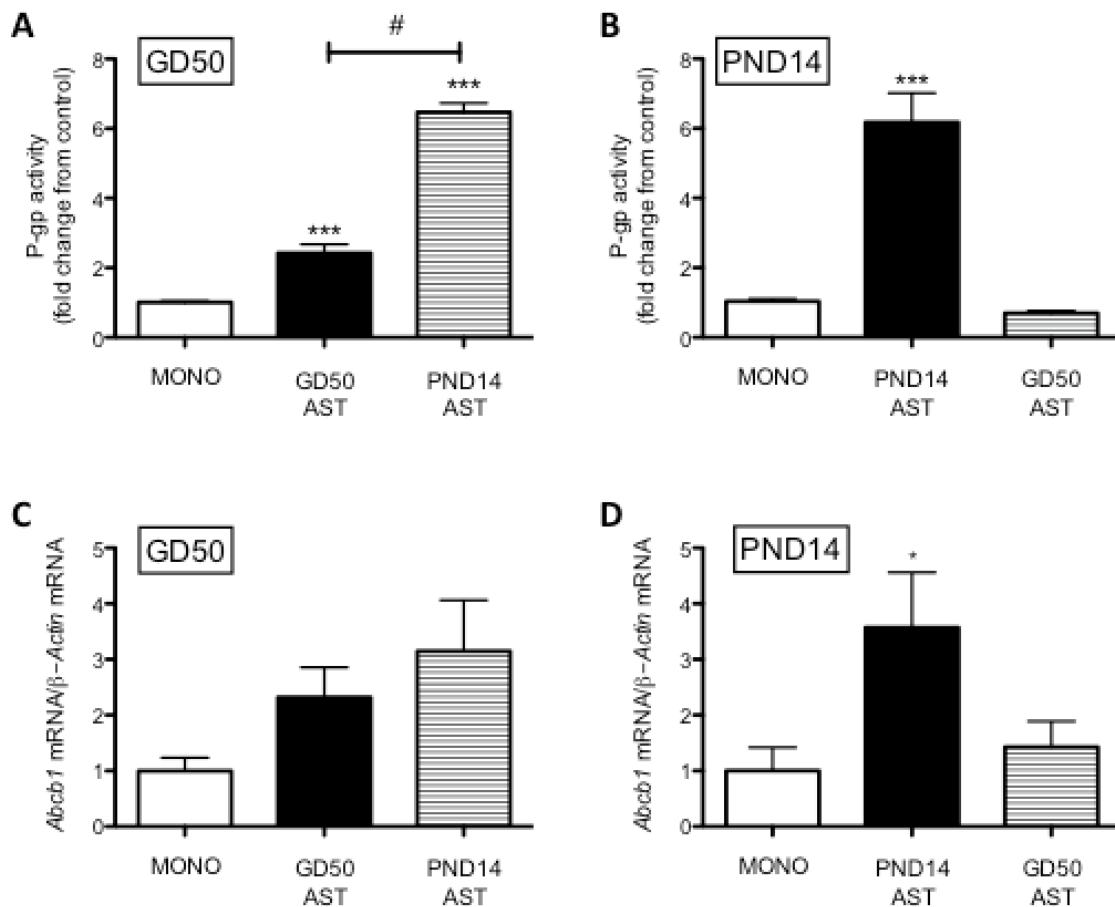 A
GD50
#
P-gp activity
(fold change from control)
8
6
4
2
0
***
***
MONO
GD50
AST
PND14
AST
B
PND14
P-gp activity
(fold change from control)
8
6
4
2
0
***
MONO
PND14
AST
GD50
AST
C
GD50
Abcb1 mRNA/β-Actin mRNA
5
4
3
2
1
0
MONO
GD50
AST
PND14
AST
D
PND14
Abcb1 mRNA/β-Actin mRNA
5
4
3
2
1
0
*
MONO
PND14
AST
GD50
AST